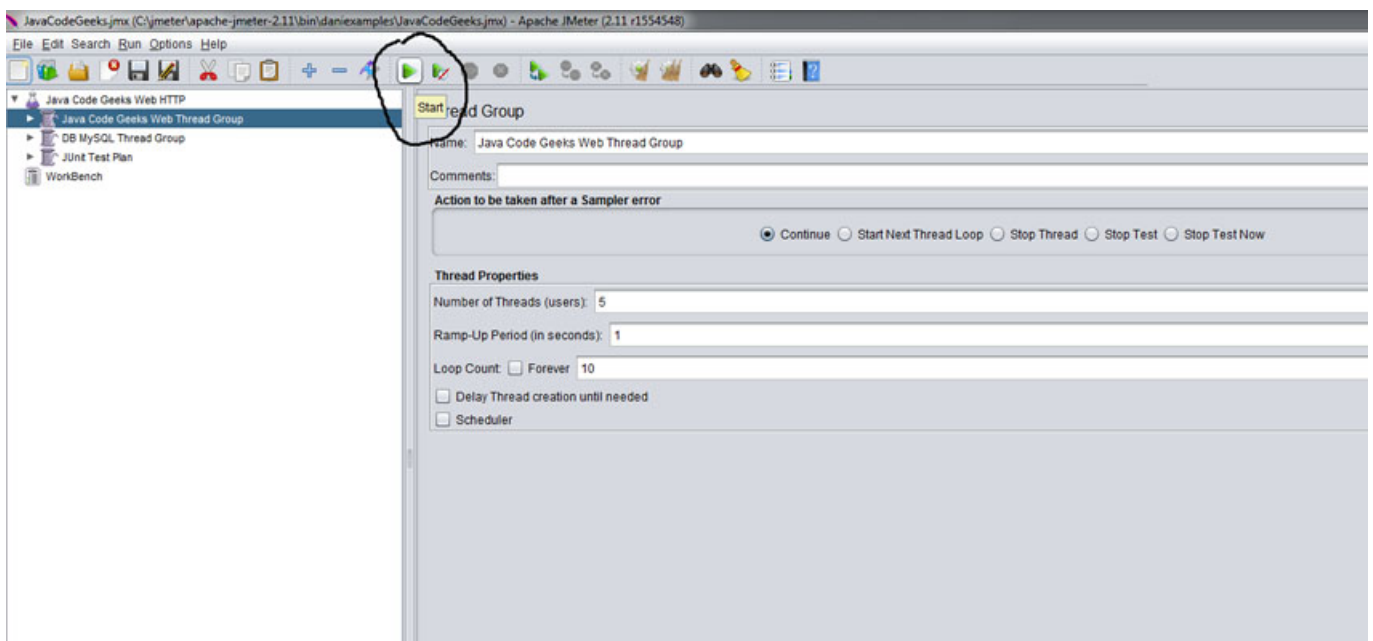 JavaCodeGeeks.jmx (C:\jmeter\apache-jmeter-2.11\bin\daniexamples\JavaCodeGeeks.jmx) - Apache JMeter (2.11 r1554548)
File Edit Search Run Options Help
Java Code Geeks Web HTTP
Java Code Geeks Web Thread Group
DB MySQL Thread Group
JUnit Test Plan
WorkBench
Start
read Group
Name: Java Code Geeks Web Thread Group
Comments:
Action to be taken after a Sampler error
Continue Start Next Thread Loop Stop Thread Stop Test Stop Test Now
Thread Properties
Number of Threads (users): 5
Ramp-Up Period (in seconds): 1
Loop Count: Forever 10
Delay Thread creation until needed
Scheduler